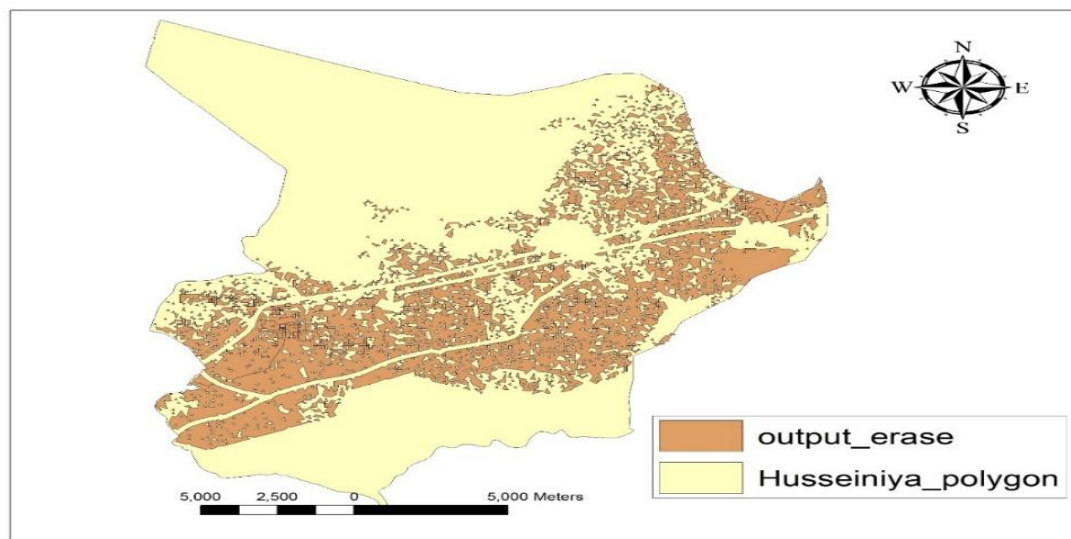 N
W E
S
output_erase
Husseiniya_polygon
5,000 2,500 0 5,000 Meters